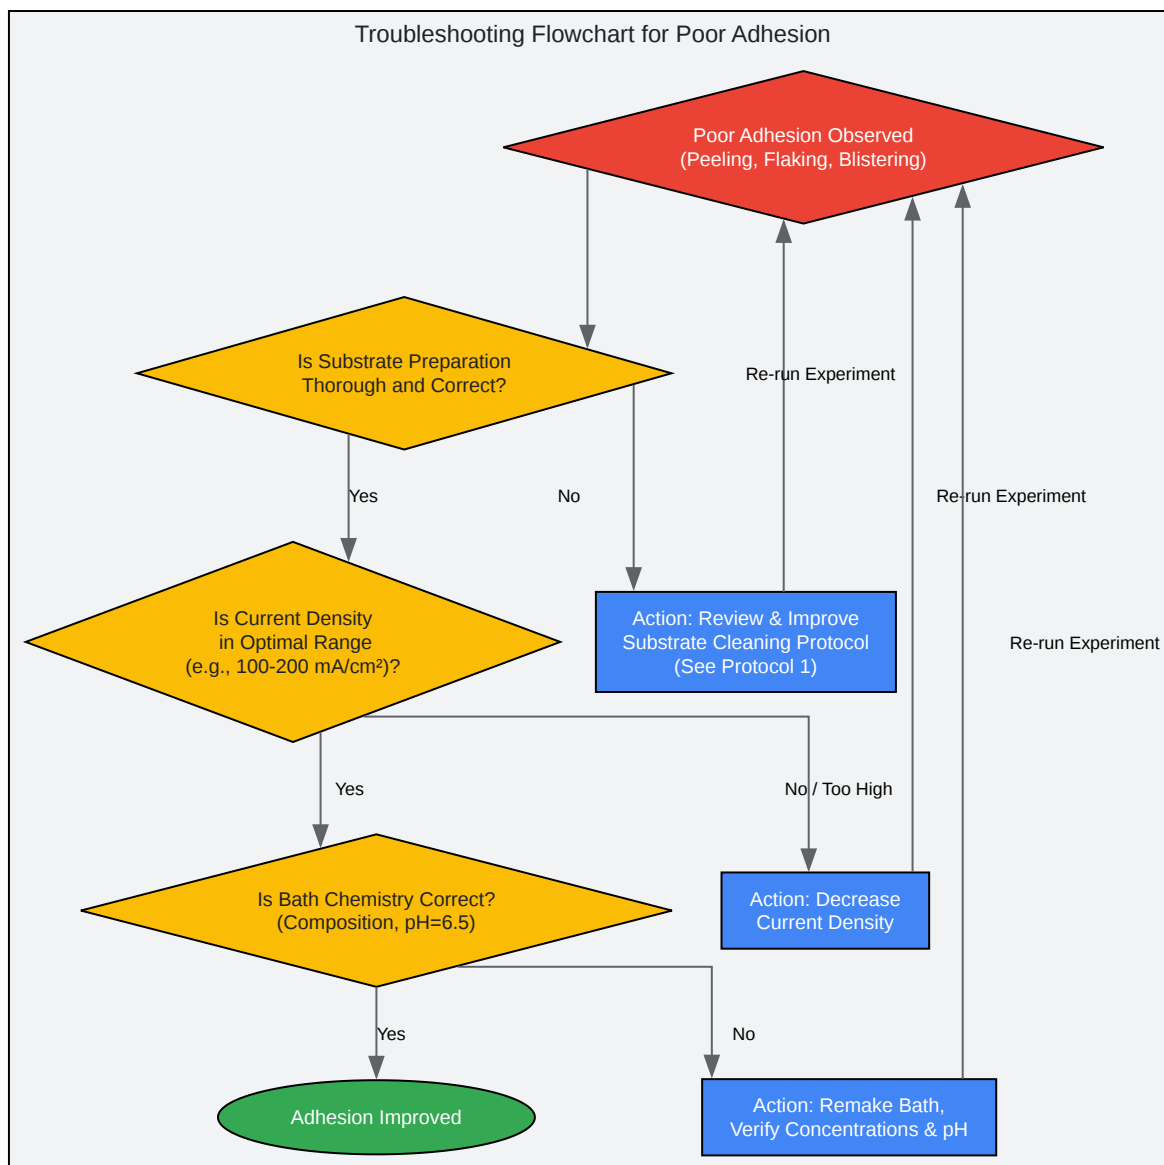 Troubleshooting Flowchart for Poor Adhesion
Poor Adhesion Observed
(Peeling, Flaking, Blistering)
Is Substrate Preparation
Thorough and Correct?
Re-run Experiment
Yes
No
Re-run Experiment
Is Current Density
in Optimal Range
(e.g., 100-200 mA/cm²)?
Action: Review & Improve
Substrate Cleaning Protocol
(See Protocol 1)
Re-run Experiment
Yes
No / Too High
Is Bath Chemistry Correct?
(Composition, pH=6.5)
Action: Decrease
Current Density
Yes
No
Adhesion Improved
Action: Remake Bath,
Verify Concentrations & pH